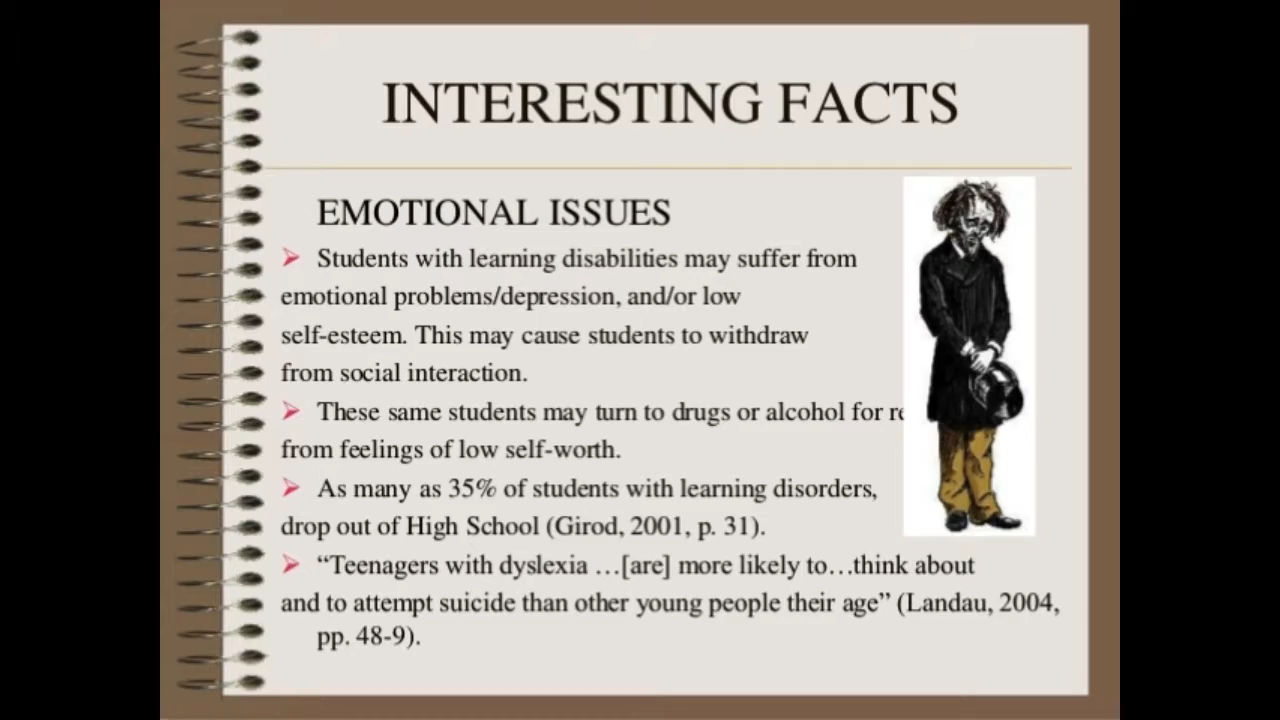 INTERESTING FACTS
EMOTIONAL ISSUES
Students with learning disabilities may suffer from
emotional problems/depression, and/or low
self-esteem. This may cause students to withdraw
from social interaction.
These same students may turn to drugs or alcohol for
from feelings of low self-worth.
As many as 35% of students with learning disorders,
drop out of High School (Girod, 2001, p. 31).
“Teenagers with dyslexia …[are] more likely to…think about
and to attempt suicide than other young people their age” (Landau, 2004,
pp. 48-9).